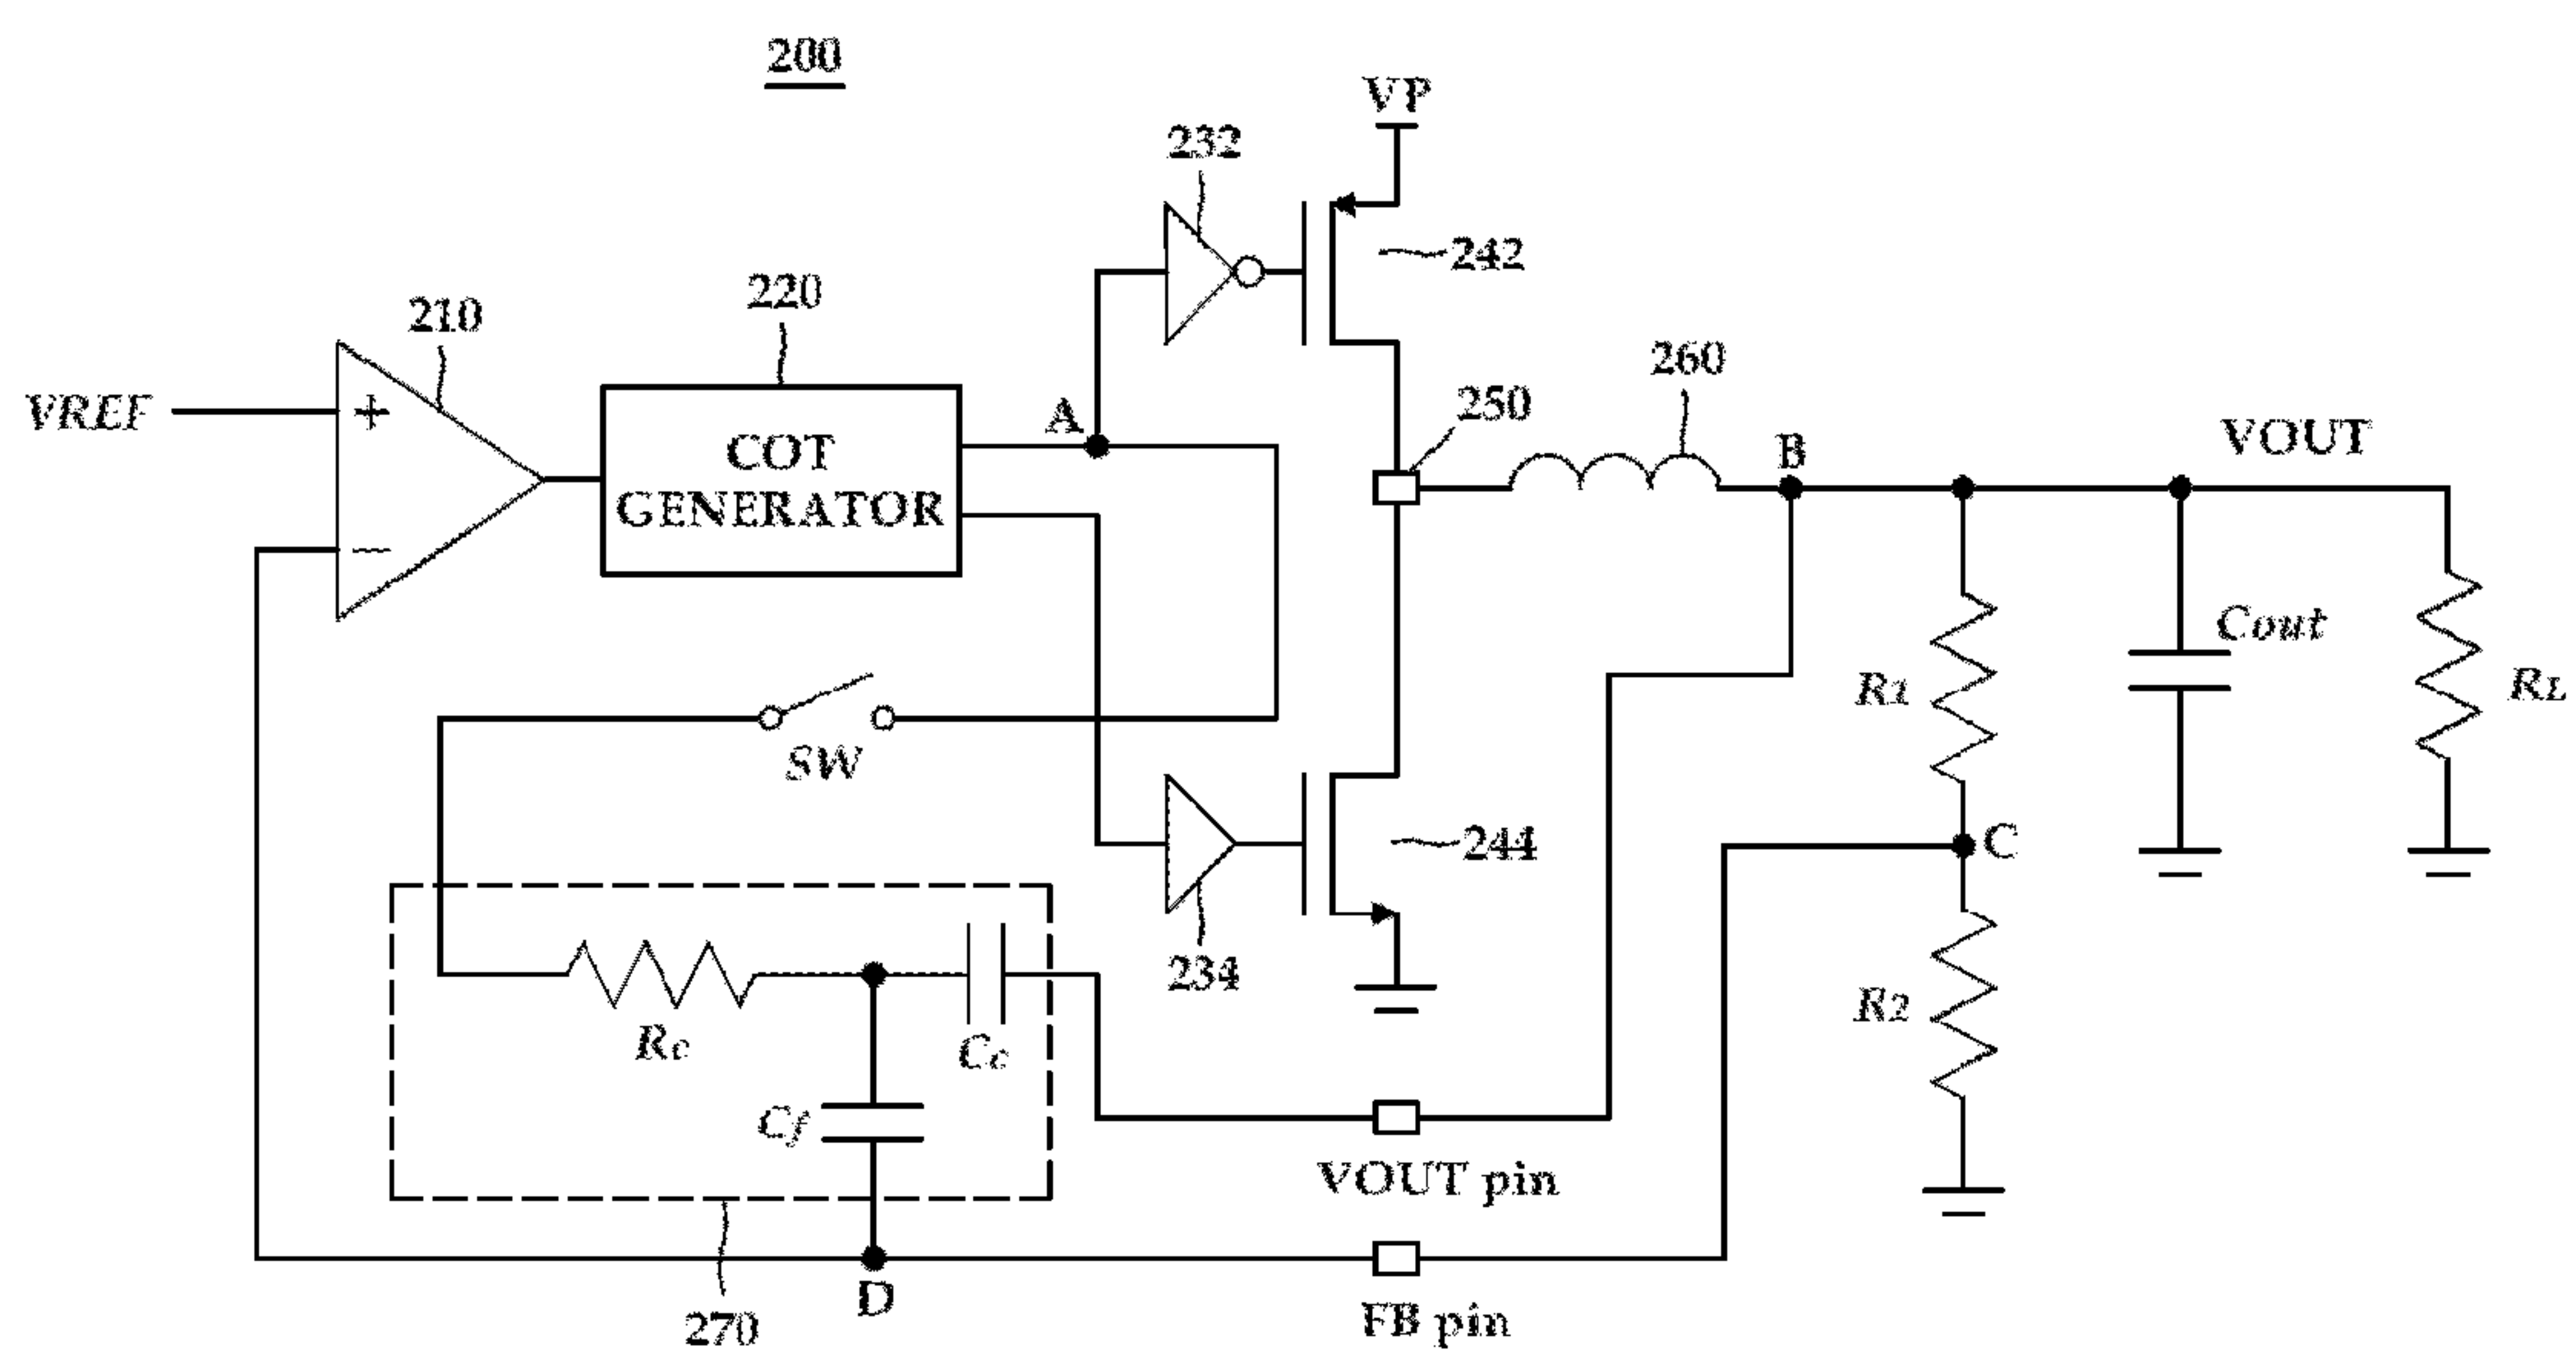 200
VP
232
242
210
220
VREF
+
−
COT
GENERATOR
A
250
260
B
VOUT
SW
R1
Cout
RL
244
C
234
Rc
Cc
Cf
R2
VOUT pin
D
270
FB pin